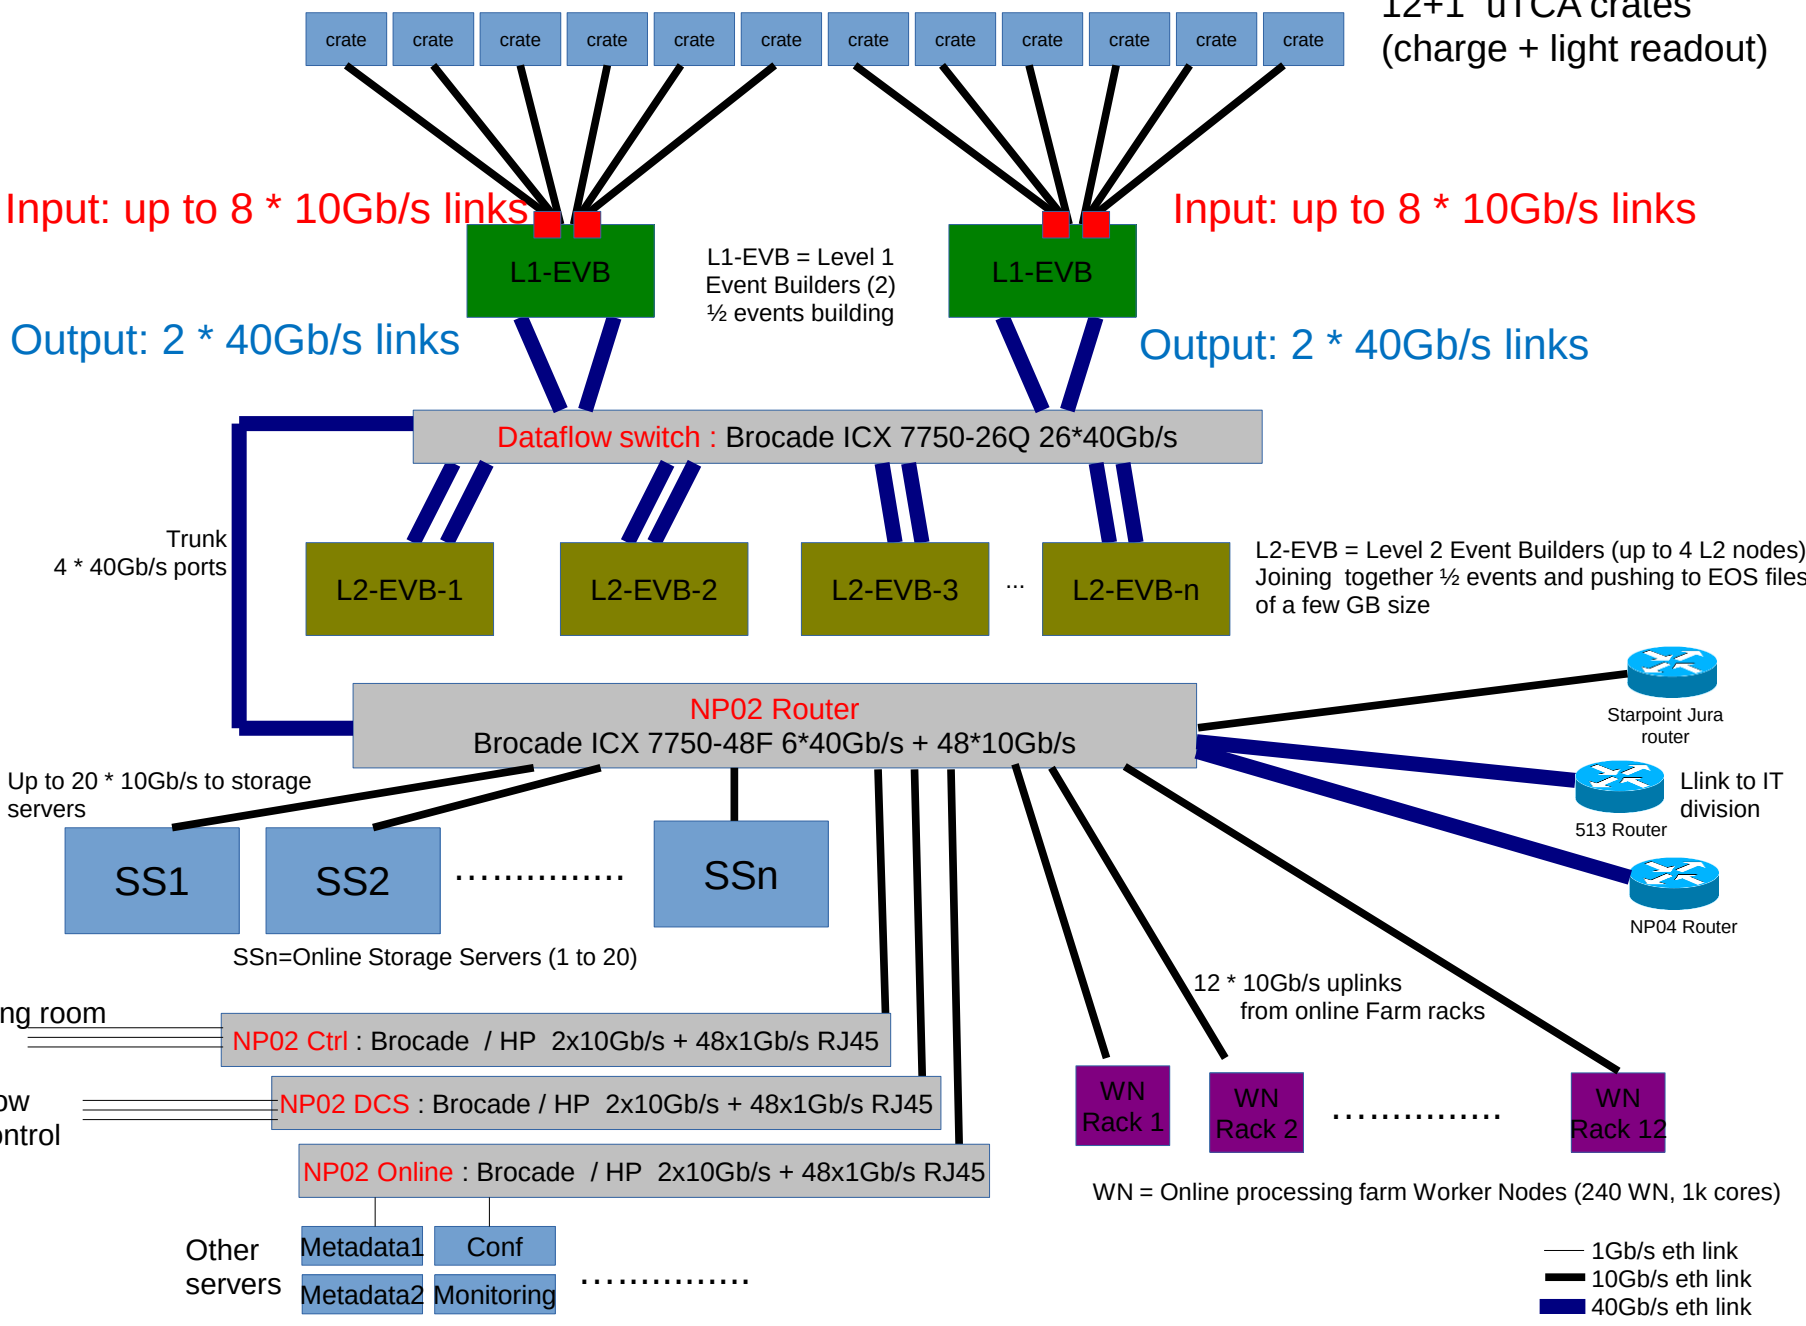 12+1 uTCA crates
(charge + light readout)
crate crate crate crate crate crate crate crate crate crate crate crate
Input: up to 8 * 10Gb/s links
Input: up to 8 * 10Gb/s links
L1-EVB
L1-EVB = Level 1
Event Builders (2)
½ events building
L1-EVB
Output: 2 * 40Gb/s links
Output: 2 * 40Gb/s links
Dataflow switch : Brocade ICX 7750-26Q 26*40Gb/s
Trunk
4 * 40Gb/s ports
L2-EVB-1
L2-EVB-2
L2-EVB-3
...
L2-EVB-n
L2-EVB = Level 2 Event Builders (up to 4 L2 nodes)
Joining together ½ events and pushing to EOS files
of a few GB size
NP02 Router
Brocade ICX 7750-48F 6*40Gb/s + 48*10Gb/s
Starpoint Jura
router
Up to 20 * 10Gb/s to storage
servers
Llink to IT
division
513 Router
SS1
SS2
...............
SSn
NP04 Router
SSn=Online Storage Servers (1 to 20)
12 * 10Gb/s uplinks
from online Farm racks
ng room
NP02 Ctrl : Brocade / HP 2x10Gb/s + 48x1Gb/s RJ45
ow
ontrol
NP02 DCS : Brocade / HP 2x10Gb/s + 48x1Gb/s RJ45
WN
Rack 1
WN
Rack 2
...............
WN
Rack 12
NP02 Online : Brocade / HP 2x10Gb/s + 48x1Gb/s RJ45
WN = Online processing farm Worker Nodes (240 WN, 1k cores)
Other
servers
Metadata1
Conf
Metadata2
Monitoring
...............
1Gb/s eth link
10Gb/s eth link
40Gb/s eth link